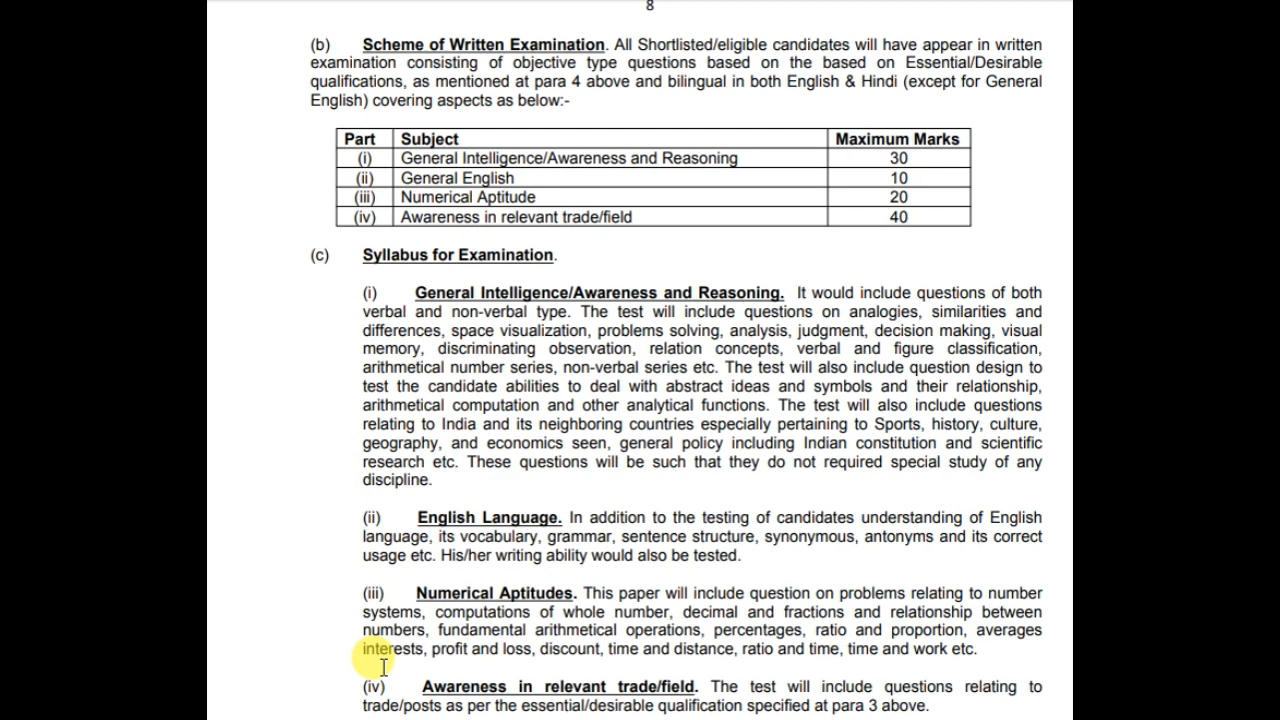 8
(b) Scheme of Written Examination. All Shortlisted/eligible candidates will have appear in written
examination consisting of objective type questions based on the based on Essential/Desirable
qualifications, as mentioned at para 4 above and bilingual in both English & Hindi (except for General
English) covering aspects as below:-
Part Subject Maximum Marks
(i) General Intelligence/Awareness and Reasoning 30
(ii) General English 10
(iii) Numerical Aptitude 20
(iv) Awareness in relevant trade/field 40
(c) Syllabus for Examination.
(i) General Intelligence/Awareness and Reasoning. It would include questions of both
verbal and non-verbal type. The test will include questions on analogies, similarities and
differences, space visualization, problems solving, analysis, judgment, decision making, visual
memory, discriminating observation, relation concepts, verbal and figure classification,
arithmetical number series, non-verbal series etc. The test will also include question design to
test the candidate abilities to deal with abstract ideas and symbols and their relationship,
arithmetical computation and other analytical functions. The test will also include questions
relating to India and its neighboring countries especially pertaining to Sports, history, culture,
geography, and economics seen, general policy including Indian constitution and scientific
research etc. These questions will be such that they do not required special study of any
discipline.
(ii) English Language. In addition to the testing of candidates understanding of English
language, its vocabulary, grammar, sentence structure, synonymous, antonyms and its correct
usage etc. His/her writing ability would also be tested.
(iii) Numerical Aptitudes. This paper will include question on problems relating to number
systems, computations of whole number, decimal and fractions and relationship between
numbers, fundamental arithmetical operations, percentages, ratio and proportion, averages
interests, profit and loss, discount, time and distance, ratio and time, time and work etc.
(iv) Awareness in relevant trade/field. The test will include questions relating to
trade/posts as per the essential/desirable qualification specified at para 3 above.